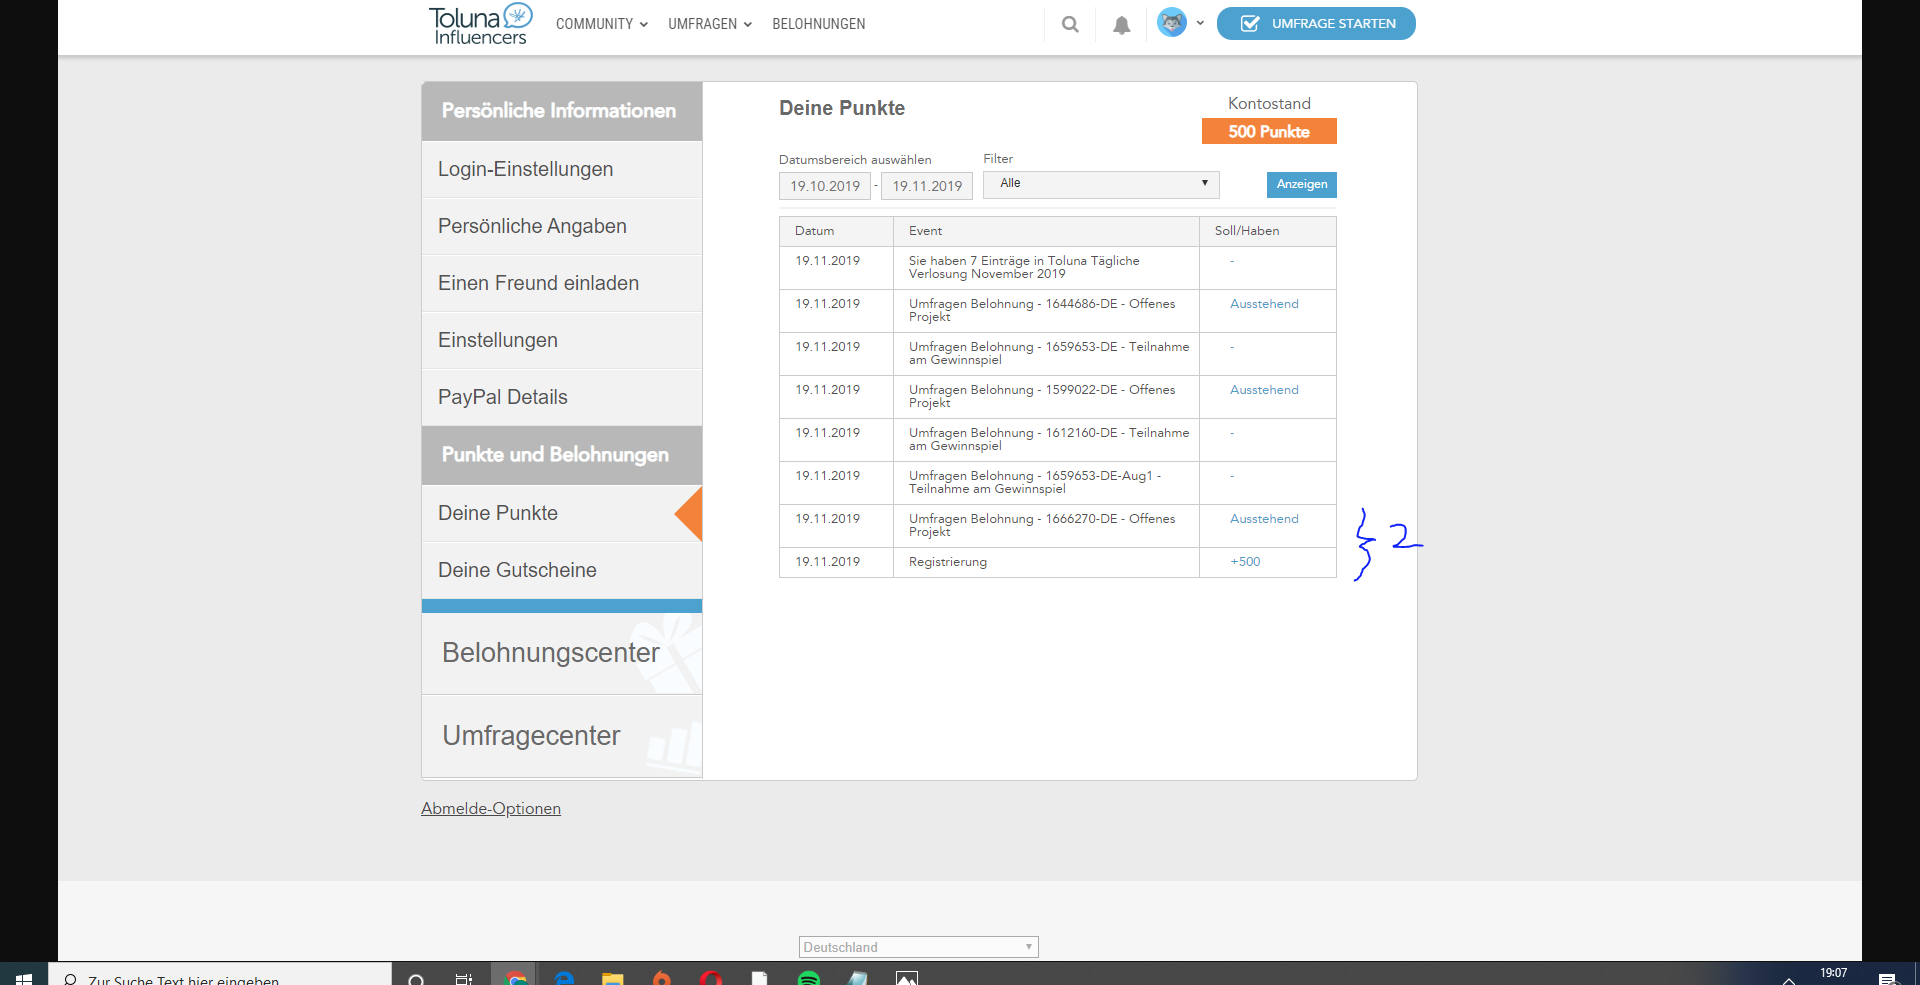 Toluna
Influencers
COMMUNITY
UMFRAGEN
BELOHNUNGEN
UMFRAGE STARTEN
Persönliche Informationen
Login-Einstellungen
Persönliche Angaben
Einen Freund einladen
Einstellungen
PayPal Details
Punkte und Belohnungen
Deine Punkte
Deine Gutscheine
Belohnungscenter
Umfragecenter
Abmelde-Optionen
Deine Punkte
Kontostand
500 Punkte
Datumsbereich auswählen
Filter
19.10.2019 - 19.11.2019
Alle
Anzeigen
Datum Event Soll/Haben
19.11.2019 Sie haben 7 Einträge in Toluna Tägliche -
Verlosung November 2019
19.11.2019 Umfragen Belohnung - 1644686-DE - Offenes Ausstehend
Projekt
19.11.2019 Umfragen Belohnung - 1659653-DE - Teilnahme -
am Gewinnspiel
19.11.2019 Umfragen Belohnung - 1599022-DE - Offenes Ausstehend
Projekt
19.11.2019 Umfragen Belohnung - 1612160-DE - Teilnahme -
am Gewinnspiel
19.11.2019 Umfragen Belohnung - 1659653-DE-Aug1 - -
Teilnahme am Gewinnspiel
19.11.2019 Umfragen Belohnung - 1666270-DE - Offenes Ausstehend
Projekt
19.11.2019 Registrierung +500
} 2
Deutschland
Zur Suche Text hier eingeben
19:07